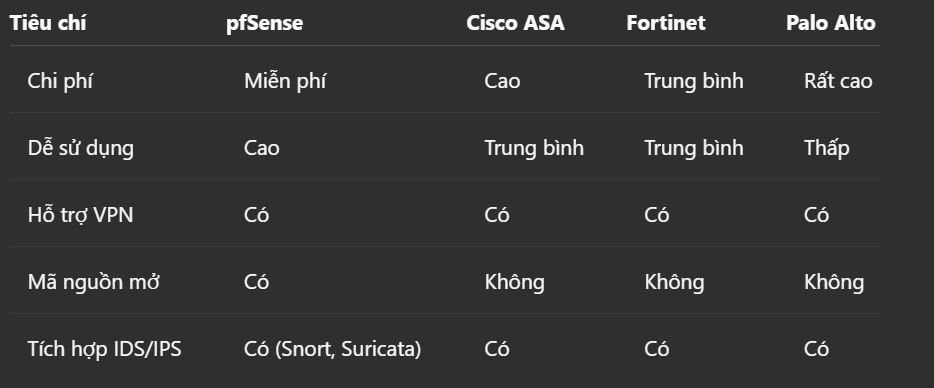 Tiêu chí pfSense Cisco ASA Fortinet Palo Alto
Chi phí Miễn phí Cao Trung bình Rất cao
Dễ sử dụng Cao Trung bình Trung bình Thấp
Hỗ trợ VPN Có Có Có Có
Mã nguồn mở Có Không Không Không
Tích hợp IDS/IPS Có (Snort, Suricata) Có Có Có